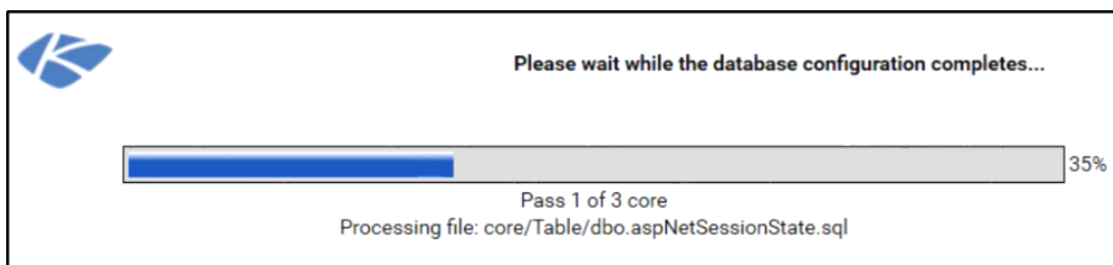 Please wait while the database configuration completes...
35%
Pass 1 of 3 core
Processing file: core/Table/dbo.aspNetSessionState.sql